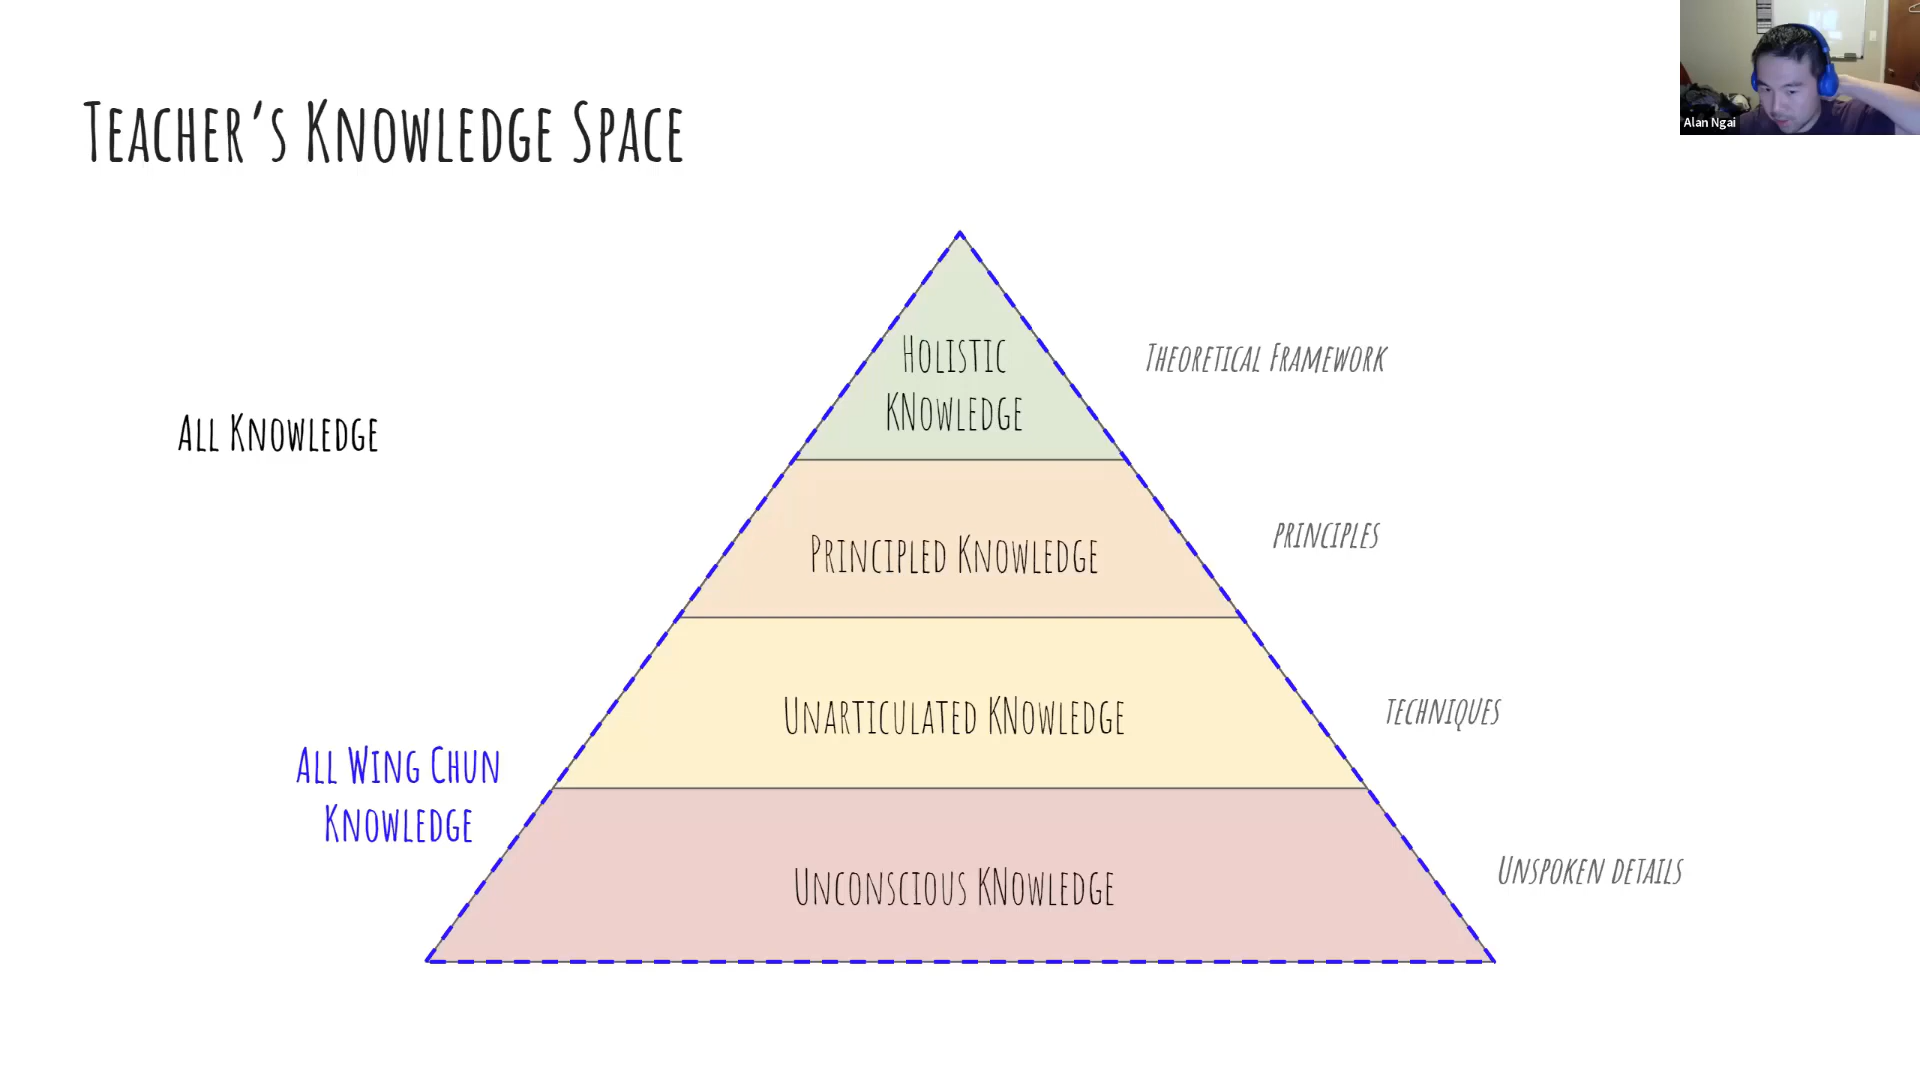 Alan Ngai
TEACHER'S KNOWLEDGE SPACE
HOLISTIC
KNOWLEDGE
THEORETICAL FRAMEWORK
ALL KNOWLEDGE
PRINCIPLED KNOWLEDGE
PRINCIPLES
UNARTICULATED KNOWLEDGE
TECHNIQUES
ALL WING CHUN
KNOWLEDGE
UNCONSCIOUS KNOWLEDGE
UNSPOKEN DETAILS